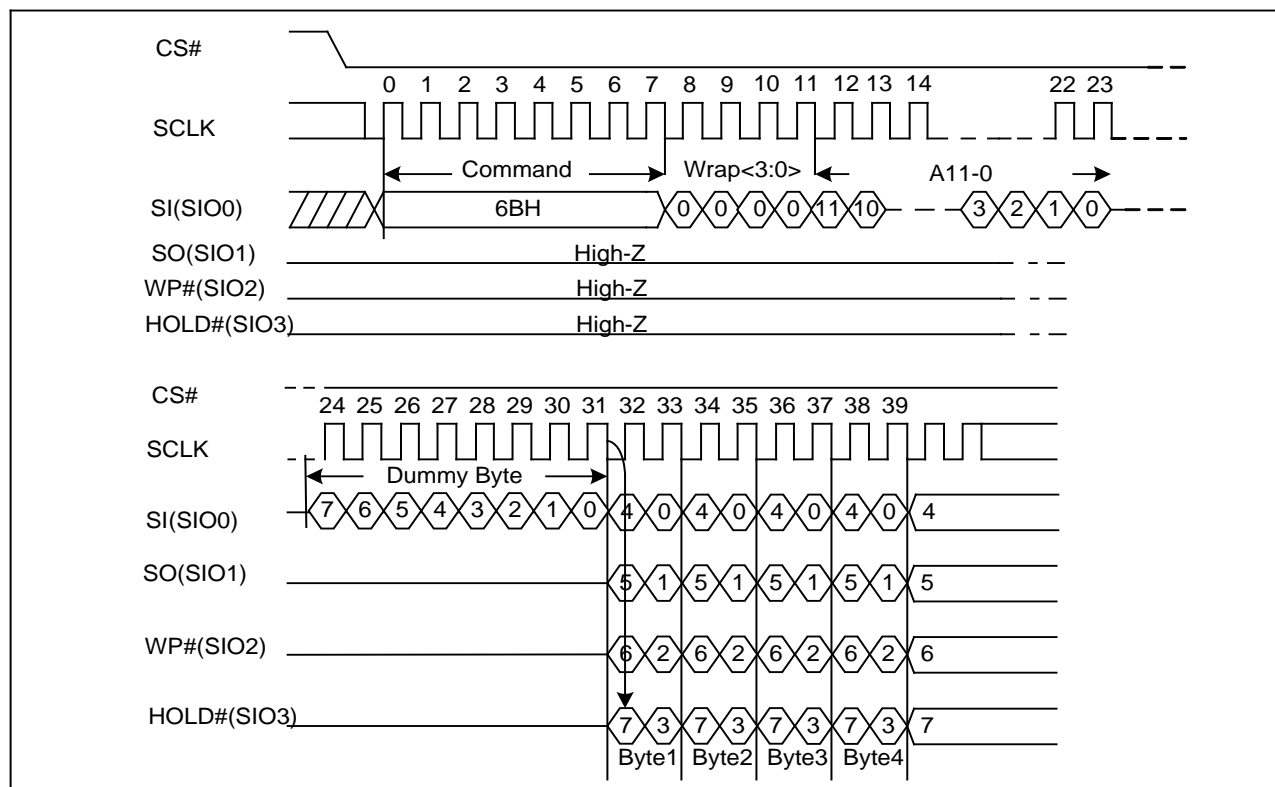 CS#
0 1 2 3 4 5 6 7 8 9 10 11 12 13 14 22 23
SCLK
Command Wrap<3:0> A11-0
SI(SIO0) 6BH 0 0 0 0 11 10 3 2 1 0
SO(SIO1) High-Z
WP#(SIO2) High-Z
HOLD#(SIO3) High-Z
CS#
24 25 26 27 28 29 30 31 32 33 34 35 36 37 38 39
SCLK
Dummy Byte
SI(SIO0) 7 6 5 4 3 2 1 0 4 0 4 0 4 0 4 0 4
SO(SIO1) 5 1 5 1 5 1 5 1 5
WP#(SIO2) 6 2 6 2 6 2 6 2 6
HOLD#(SIO3) 7 3 7 3 7 3 7 3 7
Byte1 Byte2 Byte3 Byte4